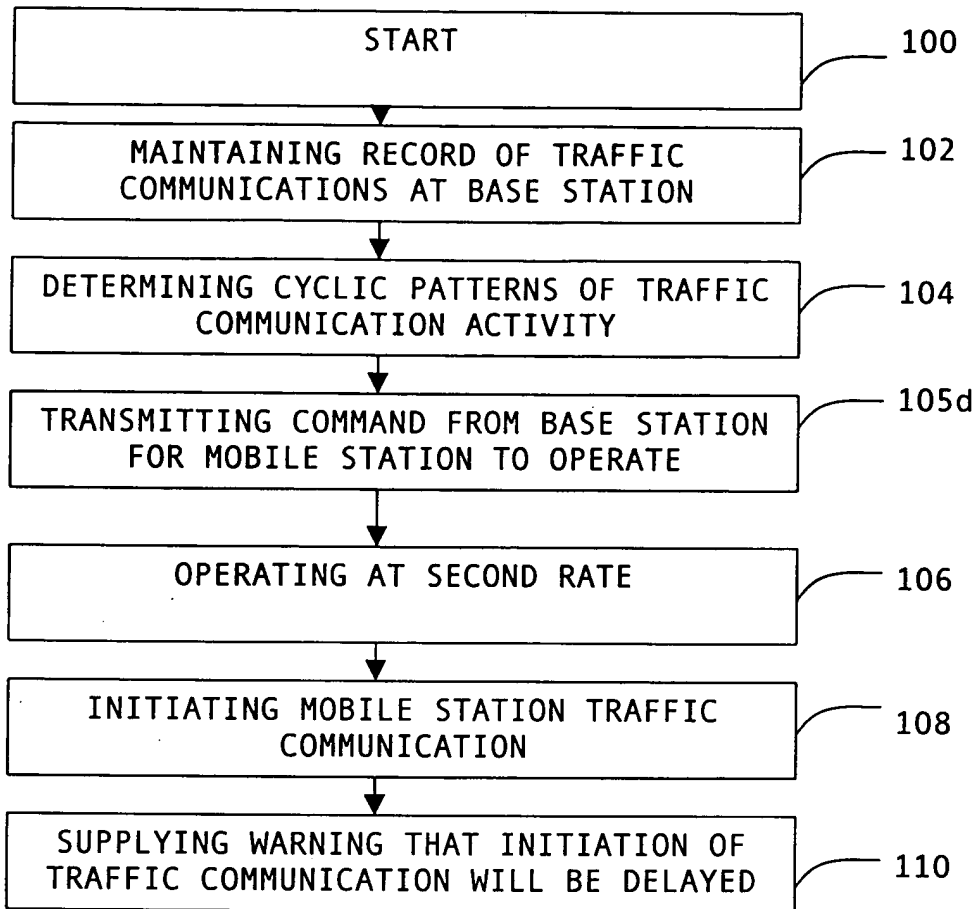 START
100
MAINTAINING RECORD OF TRAFFIC
COMMUNICATIONS AT BASE STATION
102
DETERMINING CYCLIC PATTERNS OF TRAFFIC
COMMUNICATION ACTIVITY
104
TRANSMITTING COMMAND FROM BASE STATION
FOR MOBILE STATION TO OPERATE
105d
OPERATING AT SECOND RATE
106
INITIATING MOBILE STATION TRAFFIC
COMMUNICATION
108
SUPPLYING WARNING THAT INITIATION OF
TRAFFIC COMMUNICATION WILL BE DELAYED
110